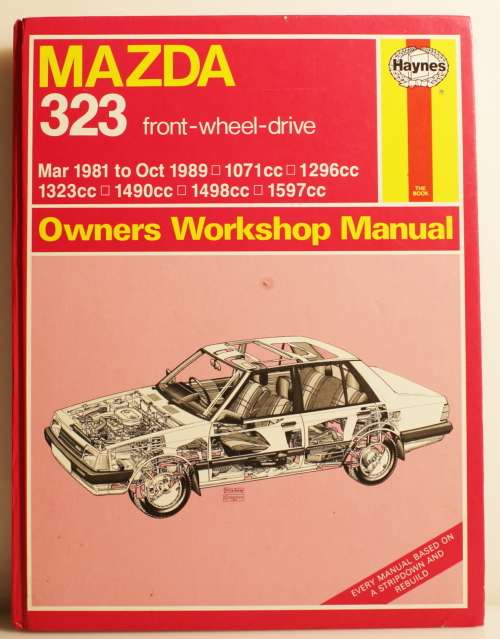 MAZDA
Haynes
®
323 front-wheel-drive
Mar 1981 to Oct 1989□1071cc□1296cc
1323cc□1490cc□1498cc□1597cc
THE
BOOK
Owners Workshop Manual
EVERY MANUAL BASED ON
A STRIPDOWN AND
REBUILD